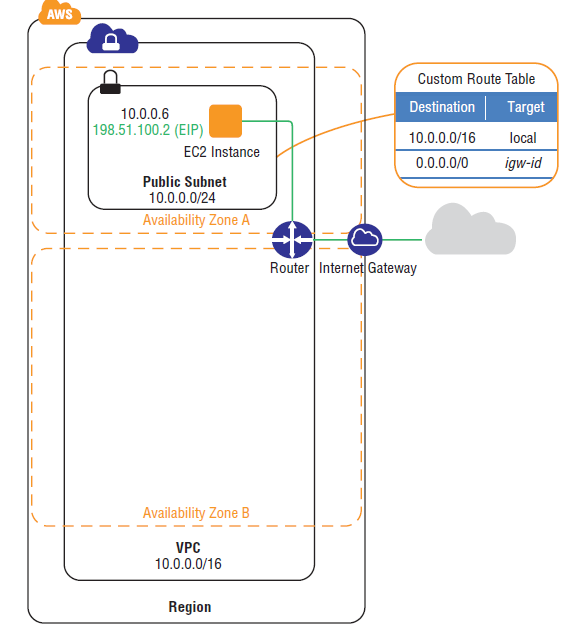 AWS
Custom Route Table
Destination Target
10.0.0.0/16 local
0.0.0.0/0 igw-id
10.0.0.6
198.51.100.2 (EIP)
EC2 Instance
Public Subnet
10.0.0.0/24
Availability Zone A
Router
Internet Gateway
Availability Zone B
VPC
10.0.0.0/16
Region